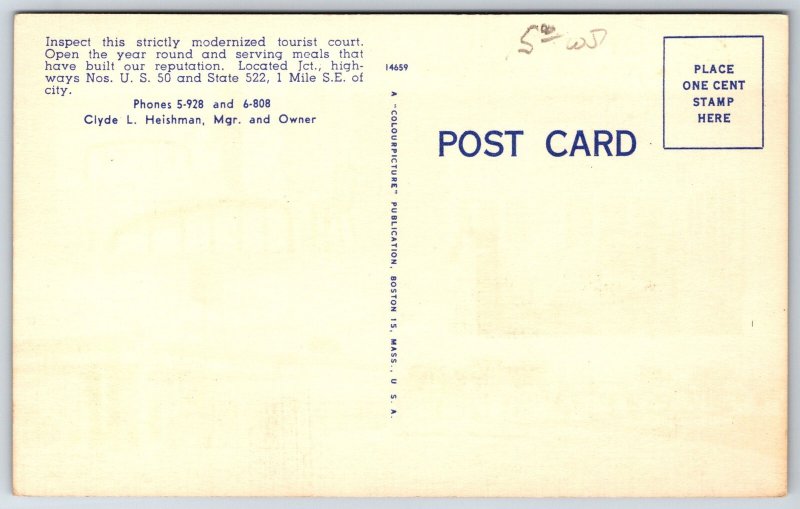 Inspect this strictly modernized tourist court.
Open the year round and serving meals that
have built our reputation. Located Jct., high-
ways Nos. U. S. 50 and State 522, 1 Mile S.E. of
city.
Phones 5-928 and 6-808
Clyde L. Heishman, Mgr. and Owner
14659
A "COLOURPICTURE" PUBLICATION, BOSTON 15, MASS., U. S. A.
POST CARD
PLACE
ONE CENT
STAMP
HERE